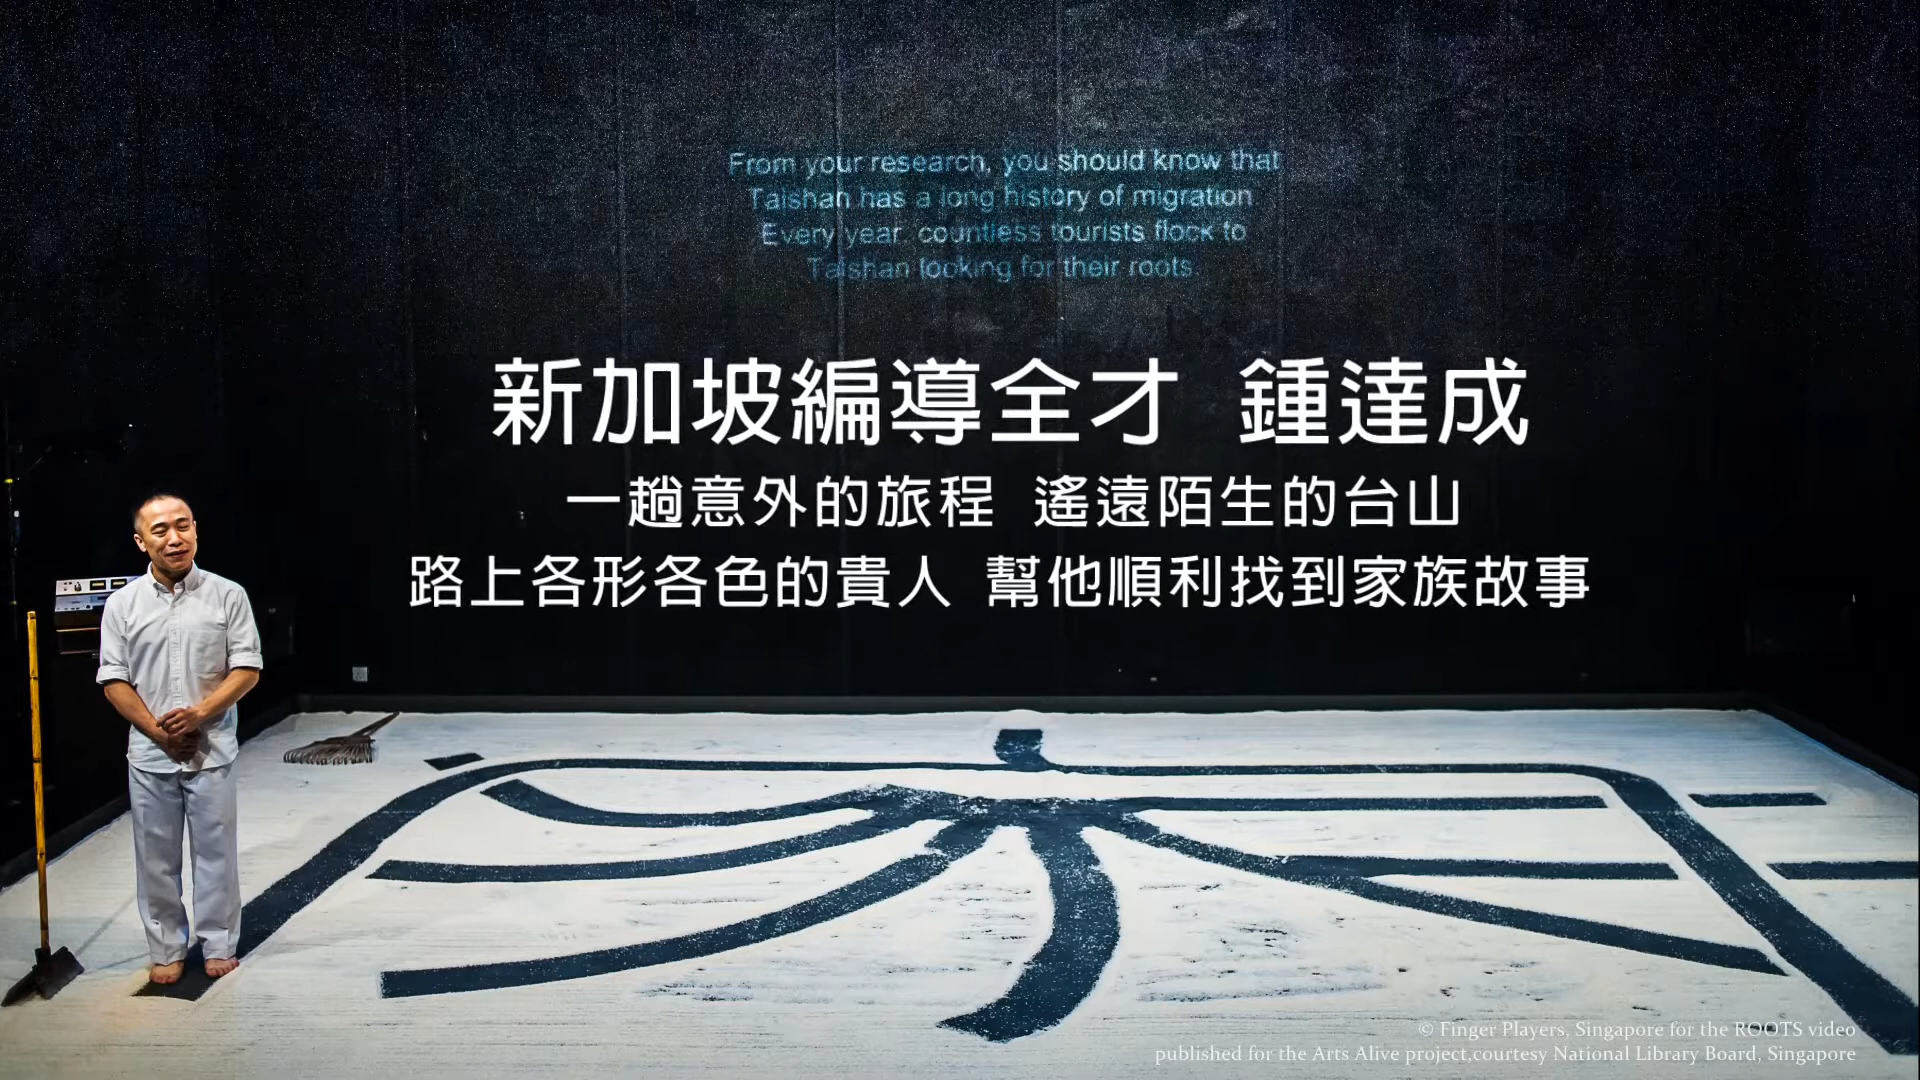 From your research, you should know that
Taishan has a long history of migration
Every year countless tourists flock to
Taishan looking for their roots.
新加坡編導全才 鍾達成
一趟意外的旅程 遙遠陌生的台山
路上各形各色的貴人 幫他順利找到家族故事
家
© Finger Players, Singapore for the ROOTS video
published for the Arts Alive project,courtesy National Library Board, Singapore